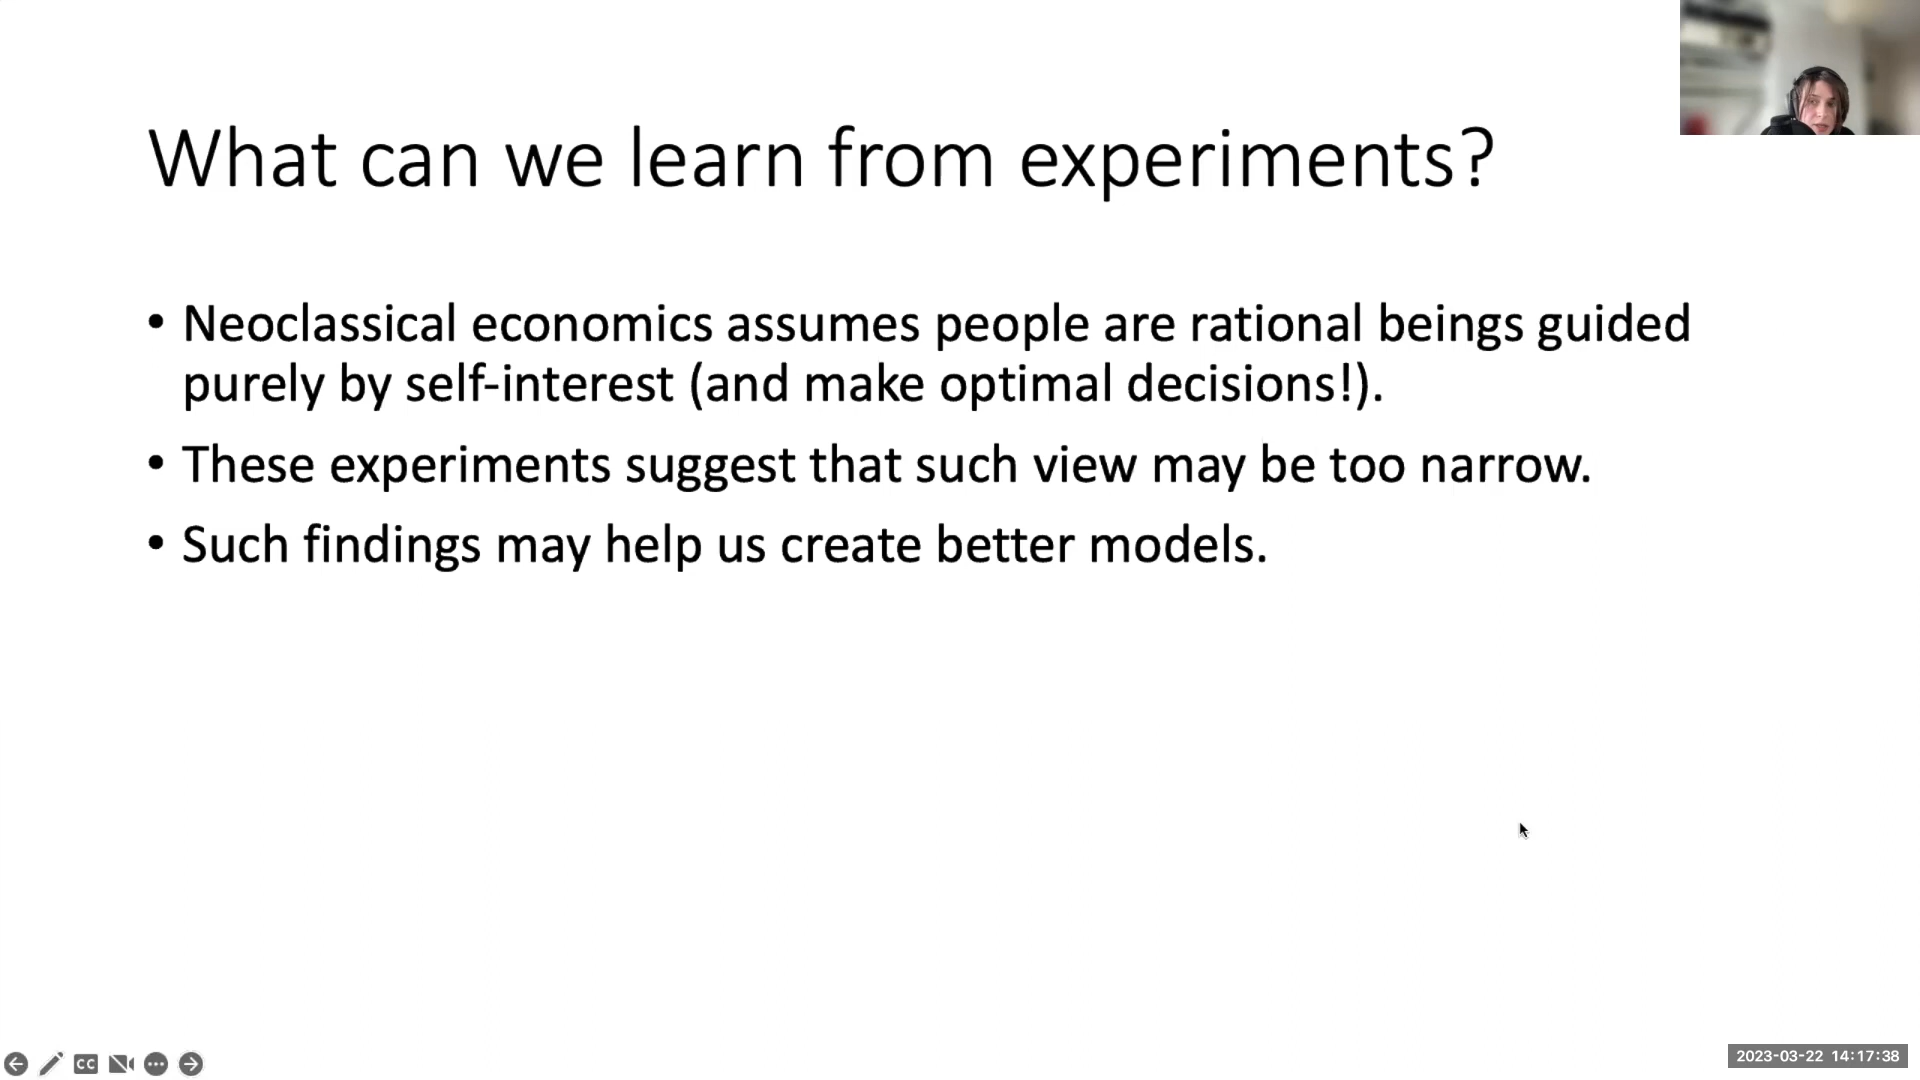 What can we learn from experiments?
• Neoclassical economics assumes people are rational beings guided
purely by self-interest (and make optimal decisions!).
• These experiments suggest that such view may be too narrow.
• Such findings may help us create better models.
CC
2023-03-22 14:17:38